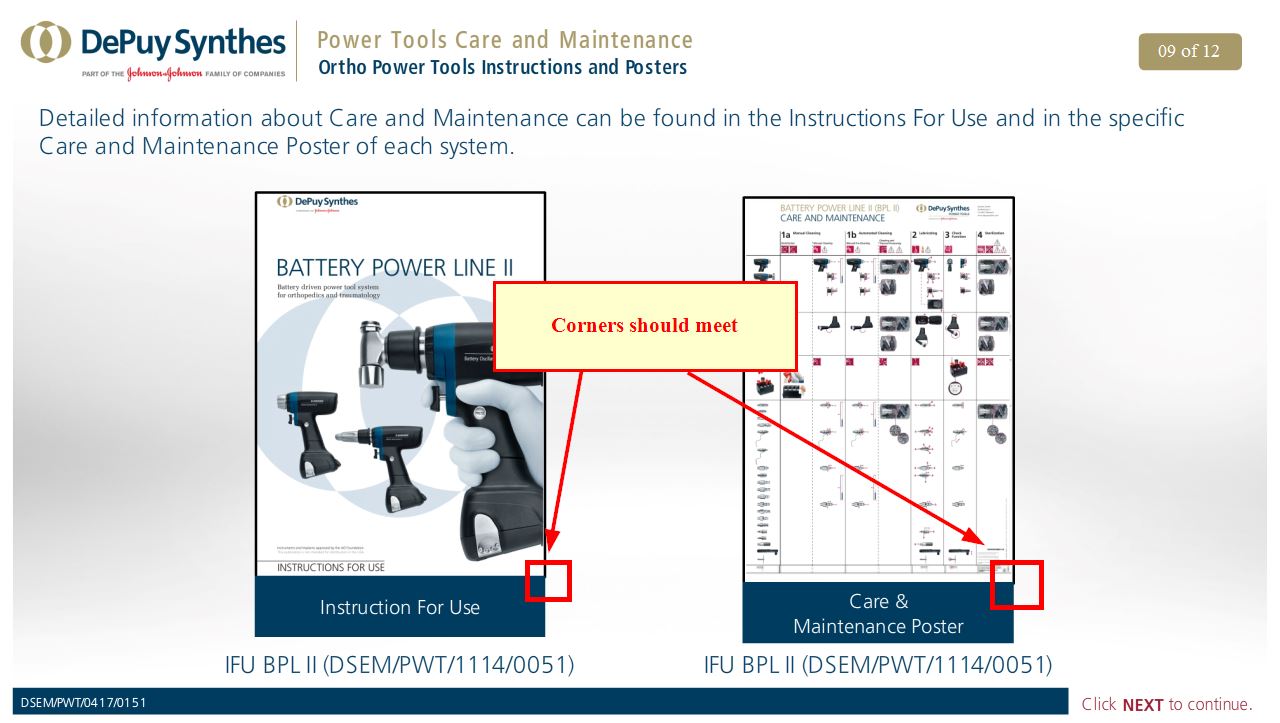 DePuy Synthes
PART OF THE Johnson & Johnson FAMILY OF COMPANIES
Power Tools Care and Maintenance
Ortho Power Tools Instructions and Posters
09 of 12
Detailed information about Care and Maintenance can be found in the Instructions For Use and in the specific
Care and Maintenance Poster of each system.
DePuy Synthes
BATTERY POWER LINE II
Battery driven power tool system
for orthopedics and traumatology
INSTRUCTIONS FOR USE
Instruction For Use
IFU BPL II (DSEM/PWT/1114/0051)
Corners should meet
BATTERY POWER LINE II (BPL II)
CARE AND MAINTENANCE
DePuy Synthes
POWER TOOLS
1a Manual Cleaning
1b Automated Cleaning
2 Lubricating
3 Check Function
4 Sterilization
Care &
Maintenance Poster
IFU BPL II (DSEM/PWT/1114/0051)
DSEM/PWT/0417/0151
Click NEXT to continue.